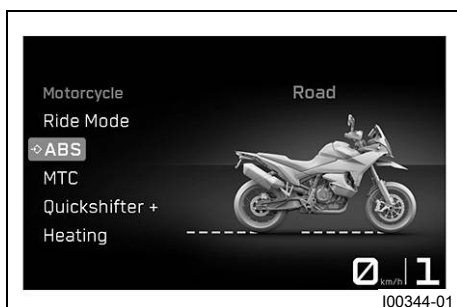 Motorcycle
Road
Ride Mode
ABS
MTC
Quickshifter +
Heating
0 km/h 1
I00344-01